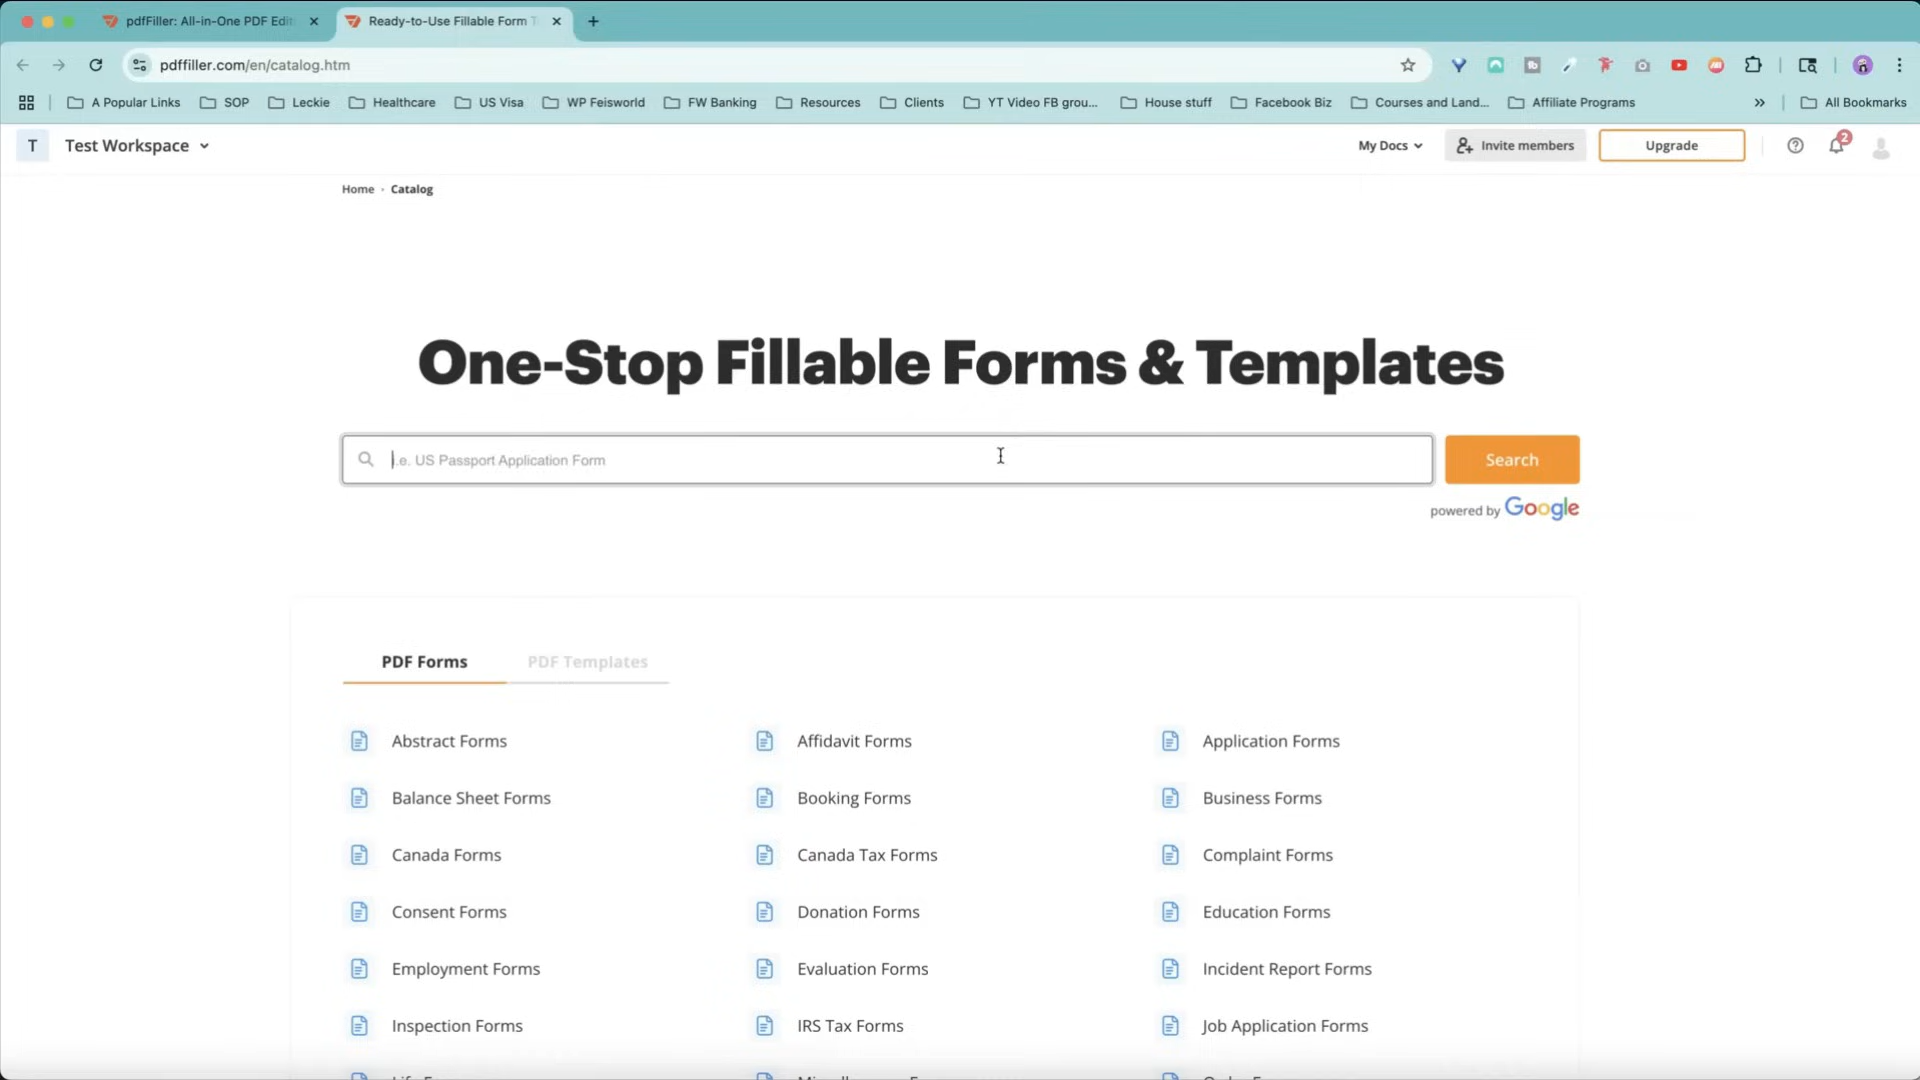 pdfFiller: All-in-One PDF Edit
Ready-to-Use Fillable Form T
pdffiller.com/en/catalog.htm
A Popular Links
SOP
Leckie
Healthcare
US Visa
WP Feisworld
FW Banking
Resources
Clients
YT Video FB grou...
House stuff
Facebook Biz
Courses and Land...
Affiliate Programs
»
All Bookmarks
T
Test Workspace
My Docs
Invite members
Upgrade
2
Home
Catalog
One-Stop Fillable Forms & Templates
i.e. US Passport Application Form
Search
powered by Google
PDF Forms
PDF Templates
Abstract Forms
Affidavit Forms
Application Forms
Balance Sheet Forms
Booking Forms
Business Forms
Canada Forms
Canada Tax Forms
Complaint Forms
Consent Forms
Donation Forms
Education Forms
Employment Forms
Evaluation Forms
Incident Report Forms
Inspection Forms
IRS Tax Forms
Job Application Forms